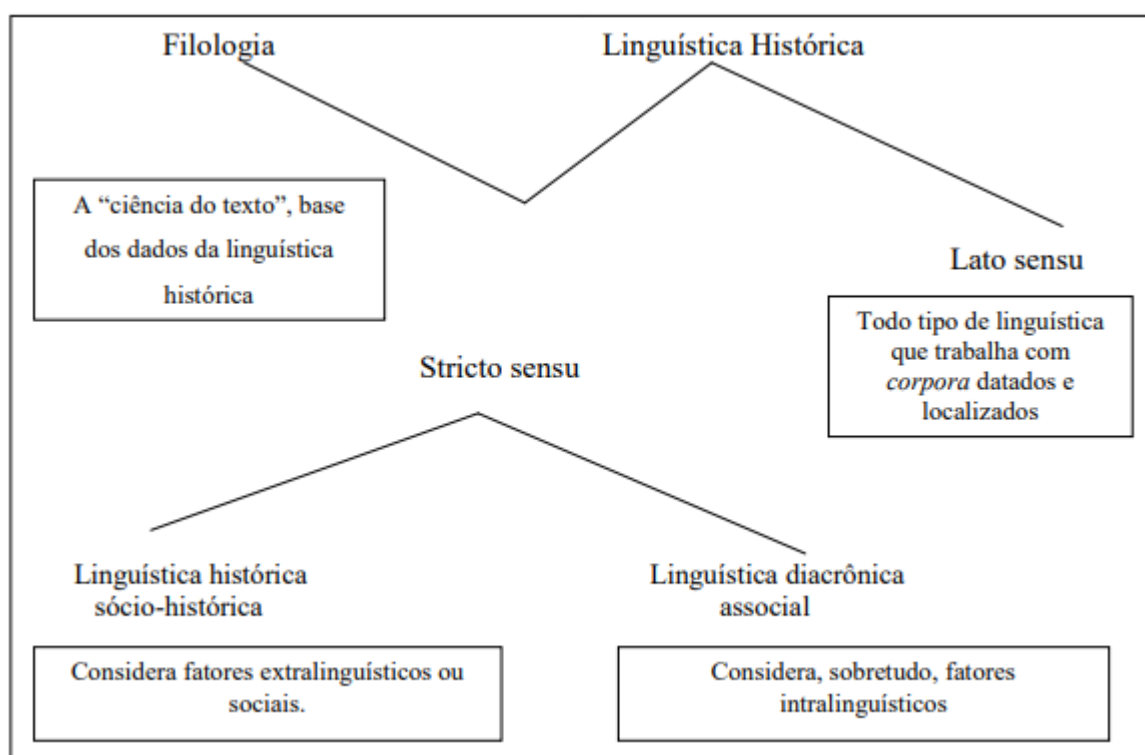 Filologia
Linguística Histórica
A “ciência do texto”, base
dos dados da linguística
histórica
Lato sensu
Todo tipo de linguística
que trabalha com
corpora datados e
localizados
Stricto sensu
Linguística histórica
sócio-histórica
Linguística diacrônica
associal
Considera fatores extralinguísticos ou
sociais.
Considera, sobretudo, fatores
intralinguísticos